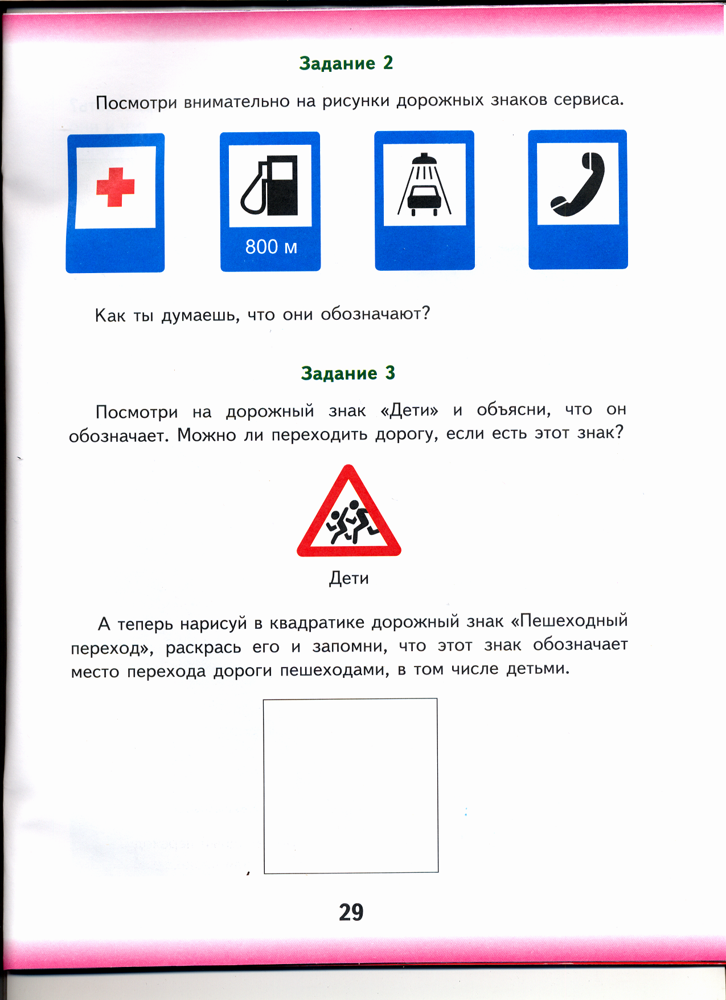 Задание 2
Посмотри внимательно на рисунки дорожных знаков сервиса.
800 м
Как ты думаешь, что они обозначают?
Задание 3
Посмотри на дорожный знак «Дети» и объясни, что он
обозначает. Можно ли переходить дорогу, если есть этот знак?
Дети
А теперь нарисуй в квадратике дорожный знак «Пешеходный
переход», раскрась его и запомни, что этот знак обозначает
место перехода дороги пешеходами, в том числе детьми.
29